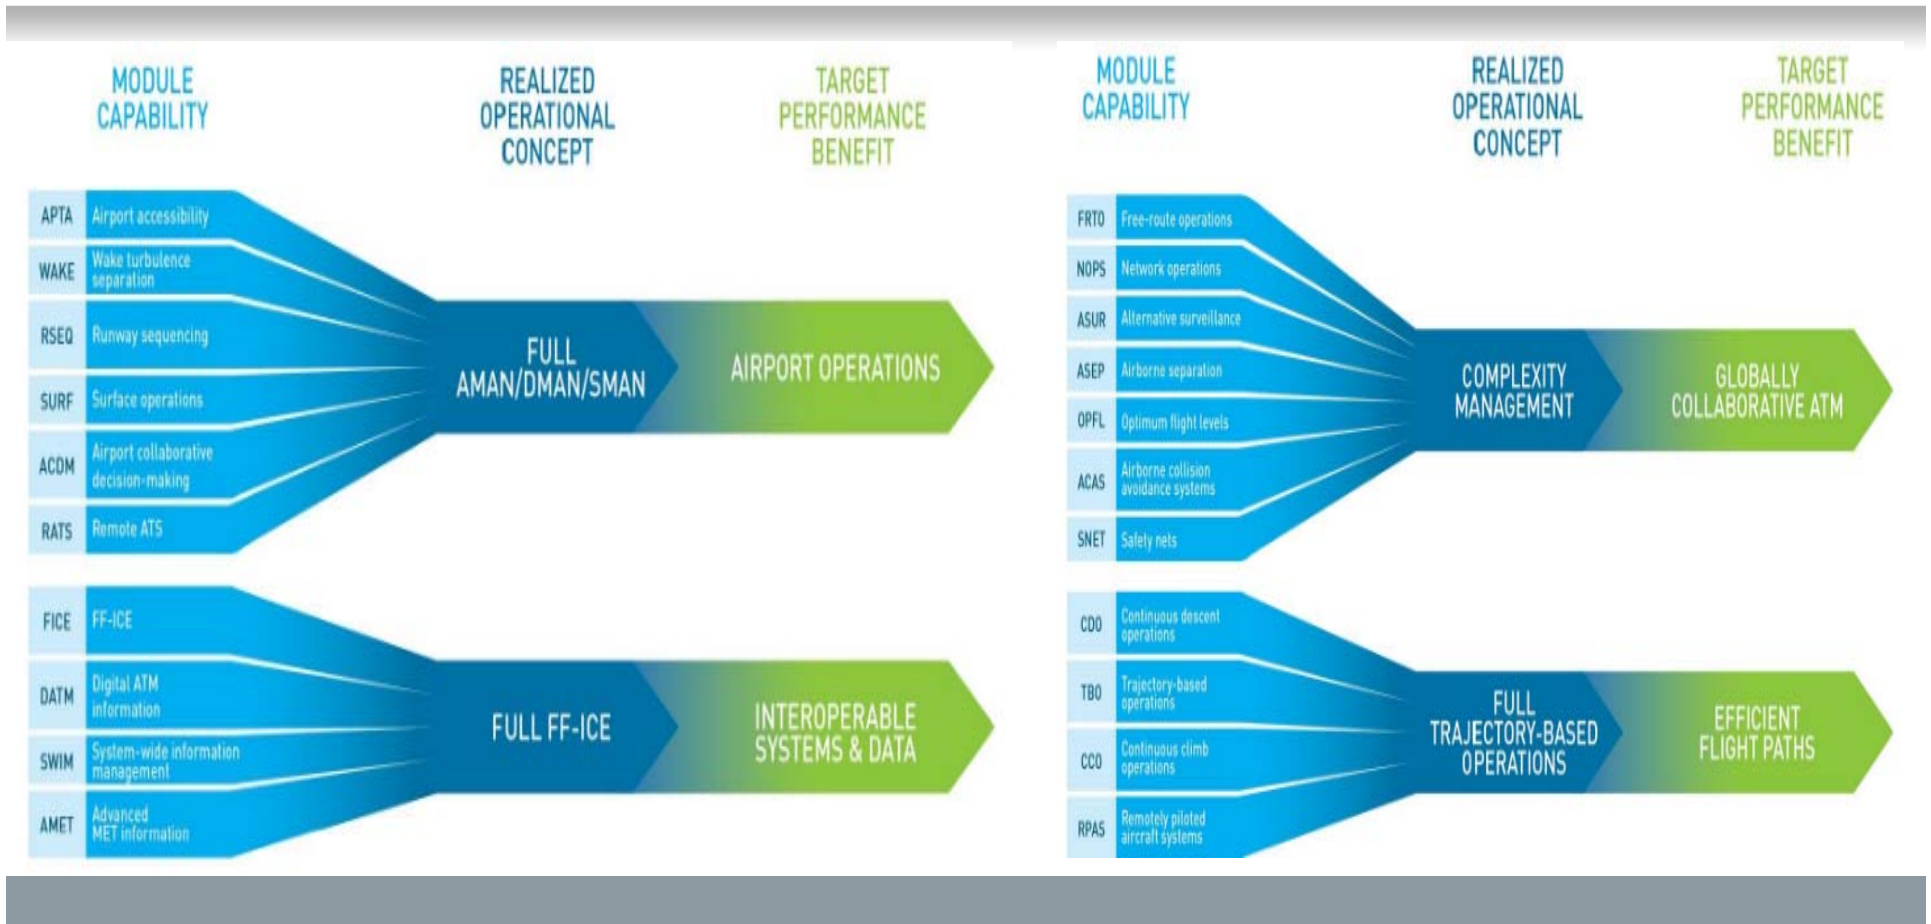 MODULE
CAPABILITY
REALIZED
OPERATIONAL
CONCEPT
TARGET
PERFORMANCE
BENEFIT
APTA
Airport accessibility
WAKE
Wake turbulence
separation
RSEQ
Runway sequencing
SURF
Surface operations
ACDM
Airport collaborative
decision-making
RATS
Remote ATS
FULL
AMAN/DMAN/SMAN
AIRPORT OPERATIONS
FICE
FF-ICE
DATM
Digital ATM
information
SWIM
System-wide information
management
AMET
Advanced
MET information
FULL FF-ICE
INTEROPERABLE
SYSTEMS & DATA
MODULE
CAPABILITY
REALIZED
OPERATIONAL
CONCEPT
TARGET
PERFORMANCE
BENEFIT
FRTO
Free-route operations
NOPS
Network operations
ASUR
Alternative surveillance
ASEP
Airborne separation
OPFL
Optimum flight levels
ACAS
Airborne collision
avoidance systems
SNET
Safety nets
COMPLEXITY
MANAGEMENT
GLOBALLY
COLLABORATIVE ATM
CDO
Continuous descent
operations
TBO
Trajectory-based
operations
CCO
Continuous climb
operations
RPAS
Remotely piloted
aircraft systems
FULL
TRAJECTORY-BASED
OPERATIONS
EFFICIENT
FLIGHT PATHS